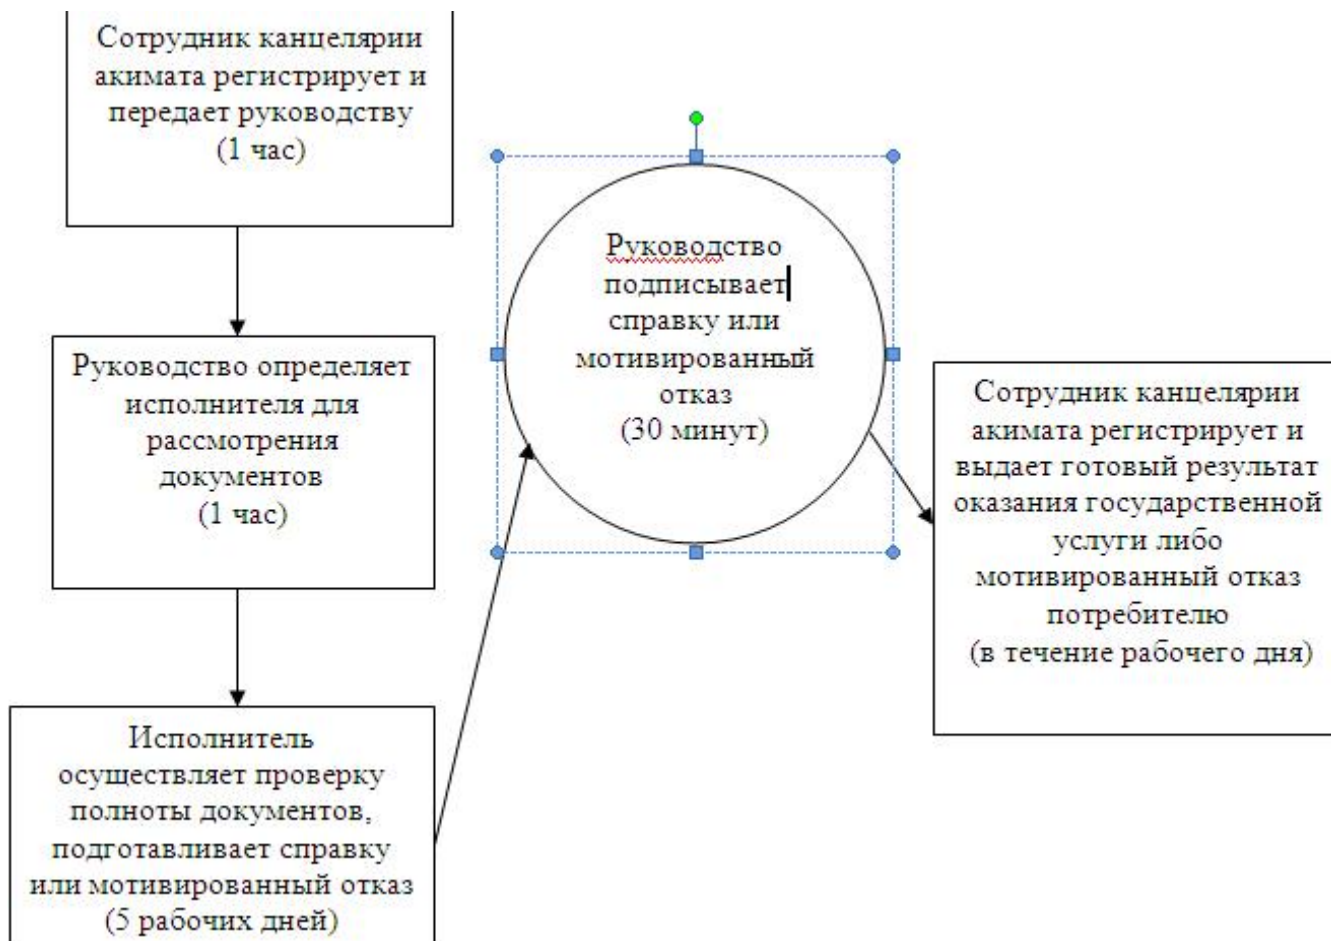 Сотрудник канцелярии
акимата регистрирует и
передает руководству
(1 час)
Руководство определяет
исполнителя для
рассмотрения
документов
(1 час)
Исполнитель
осуществляет проверку
полноты документов,
подготавливает справку
или мотивированный отказ
(5 рабочих дней)
Руководство
подписывает
справку или
мотивированный
отказ
(30 минут)
Сотрудник канцелярии
акимата регистрирует и
выдает готовый результат
оказания государственной
услуги либо
мотивированный отказ
потребителю
(в течение рабочего дня)